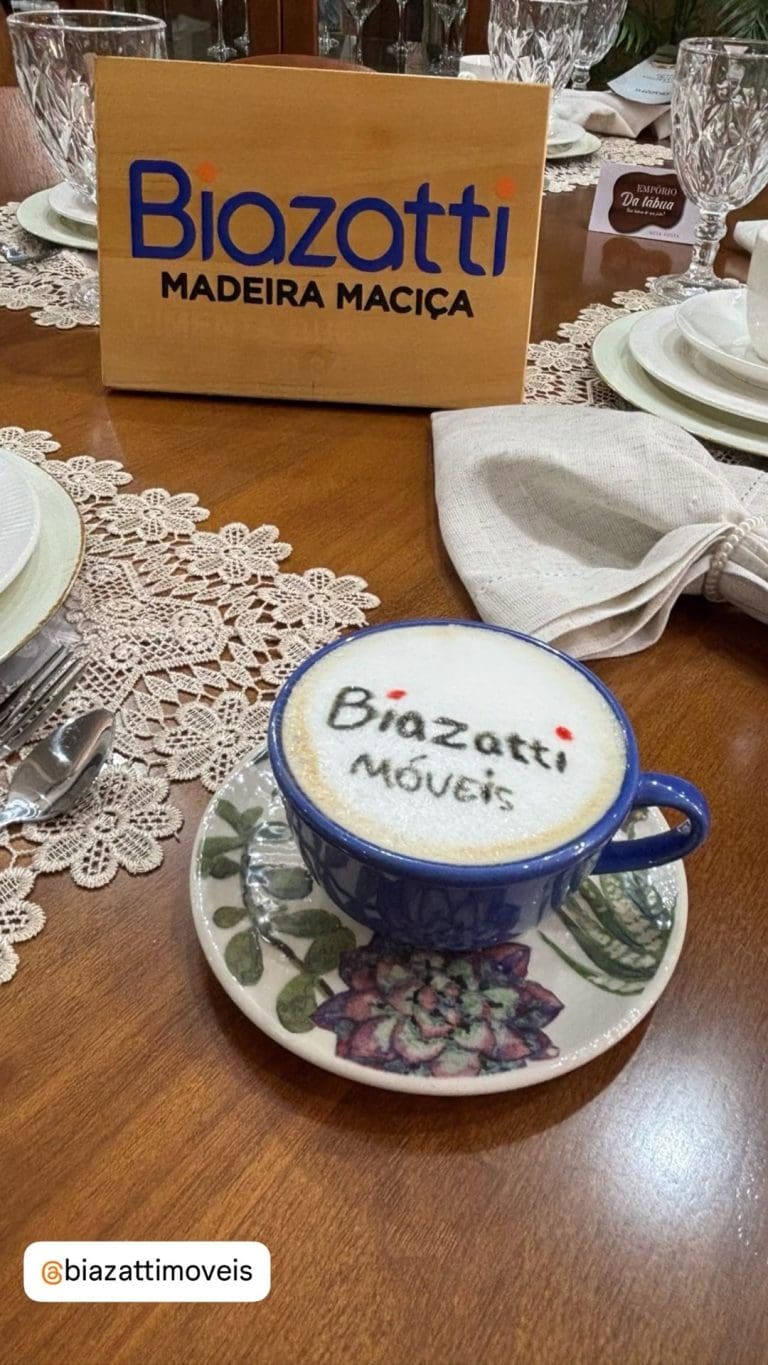 Biazatti
MADEIRA MACIÇA
EMPÓRIO
Da tábua
Biazatti
MÓVEIS
@biazattimoveis